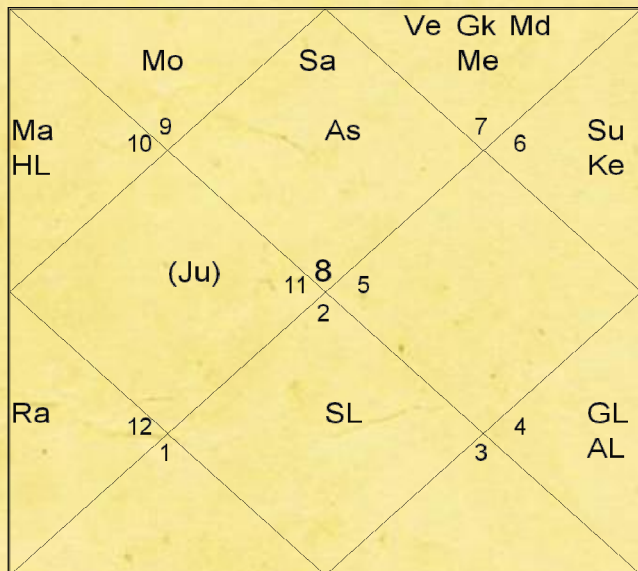 Ve Gk Md
Mo Sa Me
Ma 9 As 7 Su
HL 10 6 Ke
(Ju) 11 8 5
2
Ra 12 SL 4 GL
1 3 AL